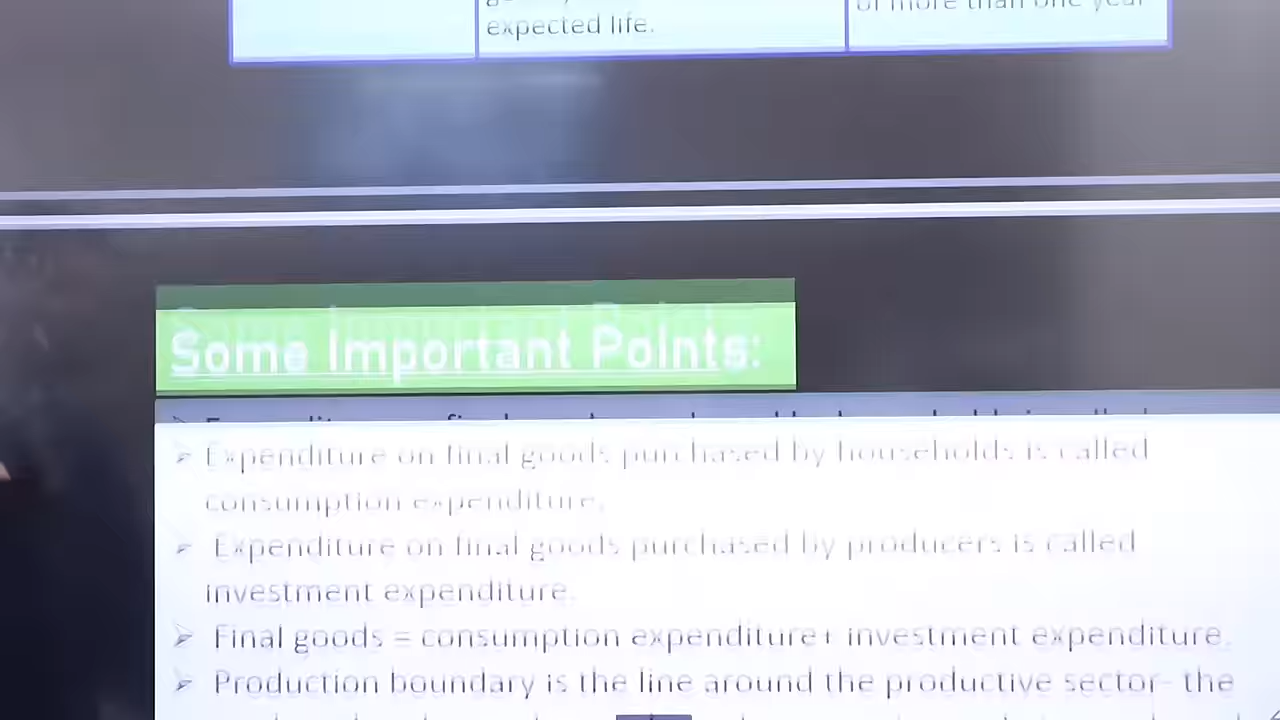 expected life.
of more than one year
Some Important Points:
➢ Expenditure on final goods purchased by households is called
consumption expenditure.
➢ Expenditure on final goods purchased by producers is called
investment expenditure.
➢ Final goods = consumption expenditure+ investment expenditure.
➢ Production boundary is the line around the productive sector- the